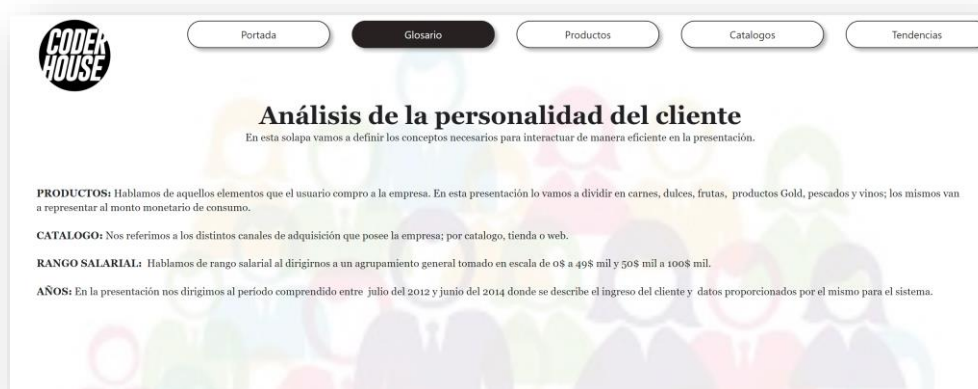 CODER
HOUSE
Portada
Glosario
Productos
Catalogos
Tendencias
Análisis de la personalidad del cliente
En esta solapa vamos a definir los conceptos necesarios para interactuar de manera eficiente en la presentación.
PRODUCTOS: Hablamos de aquellos elementos que el usuario compro a la empresa. En esta presentación lo vamos a dividir en carnes, dulces, frutas, productos Gold, pescados y vinos; los mismos van
a representar al monto monetario de consumo.
CATALOGO: Nos referimos a los distintos canales de adquisición que posee la empresa; por catalogo, tienda o web.
RANGO SALARIAL: Hablamos de rango salarial al dirigirnos a un agrupamiento general tomado en escala de 0$ a 49$ mil y 50$ mil a 100$ mil.
AÑOS: En la presentación nos dirigimos al período comprendido entre julio del 2012 y junio del 2014 donde se describe el ingreso del cliente y datos proporcionados por el mismo para el sistema.